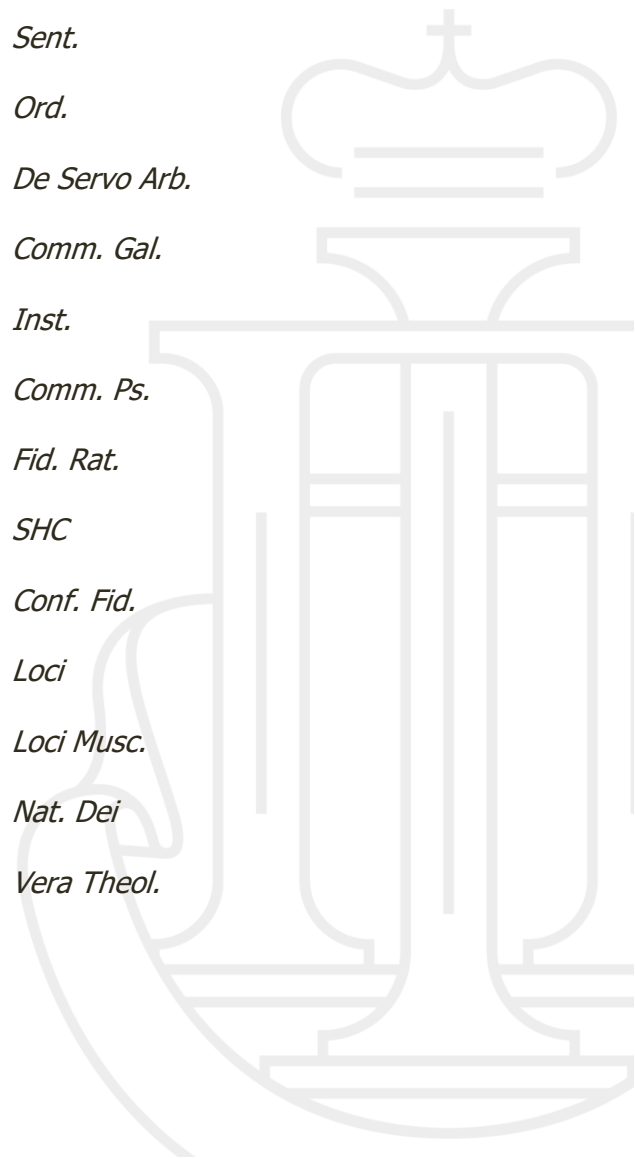 Sent.
Ord.
De Servo Arb.
Comm. Gal.
Inst.
Comm. Ps.
Fid. Rat.
SHC
Conf. Fid.
Loci
Loci Musc.
Nat. Dei
Vera Theol.